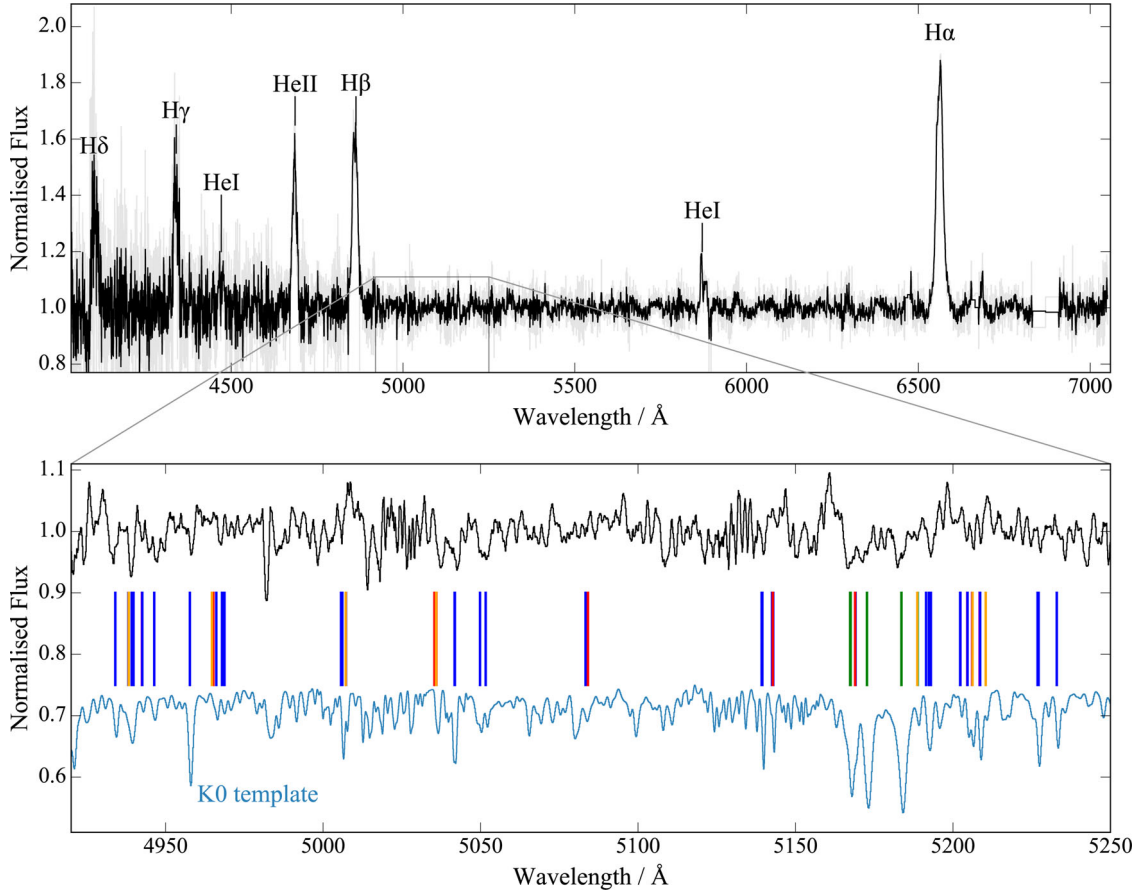 2.0
1.8
1.6
1.4
1.2
1.0
0.8
Normalised Flux
Hδ
Hγ
HeI
HeII
Hβ
HeI
Hα
4500 5000 5500 6000 6500 7000
Wavelength / Å
1.1
1.0
0.9
0.8
0.7
0.6
Normalised Flux
K0 template
4950 5000 5050 5100 5150 5200 5250
Wavelength / Å